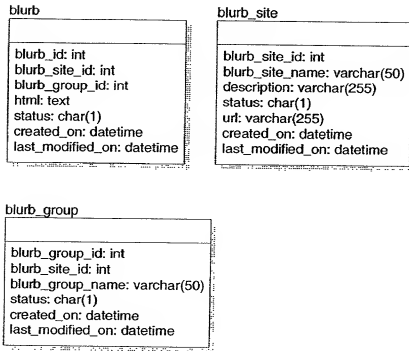 blurb
blurb_id: int
blurb_site_id: int
blurb_group_id: int
html: text
status: char(1)
created_on: datetime
last_modified_on: datetime
blurb_site
blurb_site_id: int
blurb_site_name: varchar(50)
description: varchar(255)
status: char(1)
url: varchar(255)
created_on: datetime
last_modified_on: datetime
blurb_group
blurb_group_id: int
blurb_site_id: int
blurb_group_name: varchar(50)
status: char(1)
created_on: datetime
last_modified_on: datetime